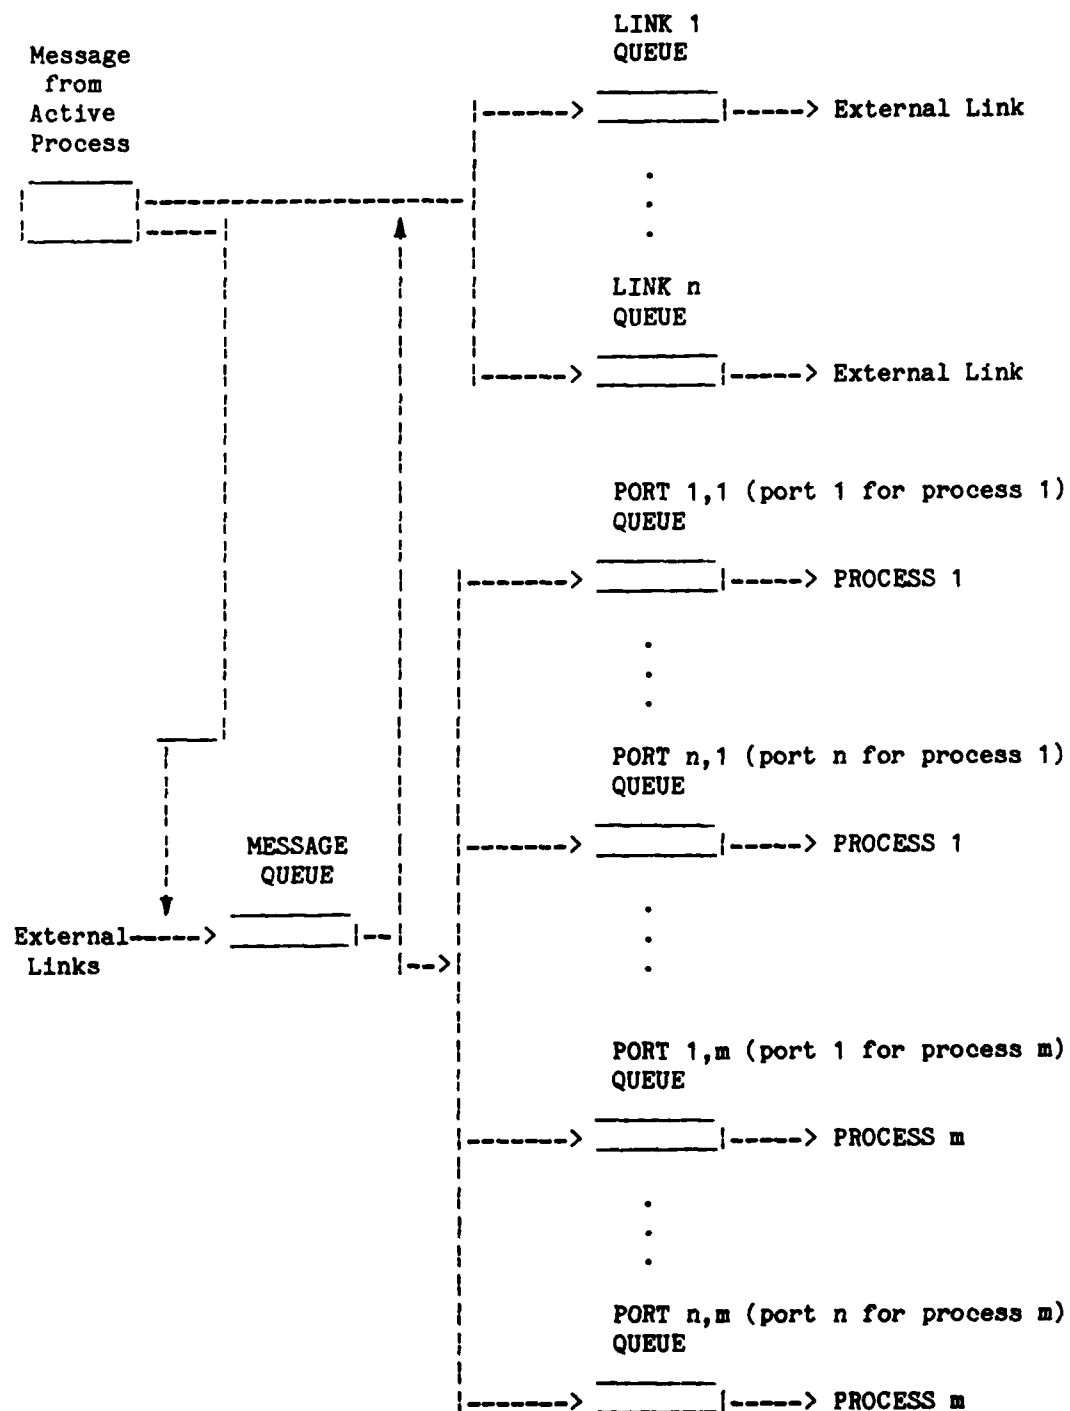 LINK 1
QUEUE
Message
from
Active
Process
External Link
LINK n
QUEUE
External Link
PORT 1,1 (port 1 for process 1)
QUEUE
PROCESS 1
PORT n,1 (port n for process 1)
QUEUE
PROCESS 1
MESSAGE
QUEUE
External
Links
PORT 1,m (port 1 for process m)
QUEUE
PROCESS m
PORT n,m (port n for process m)
QUEUE
PROCESS m